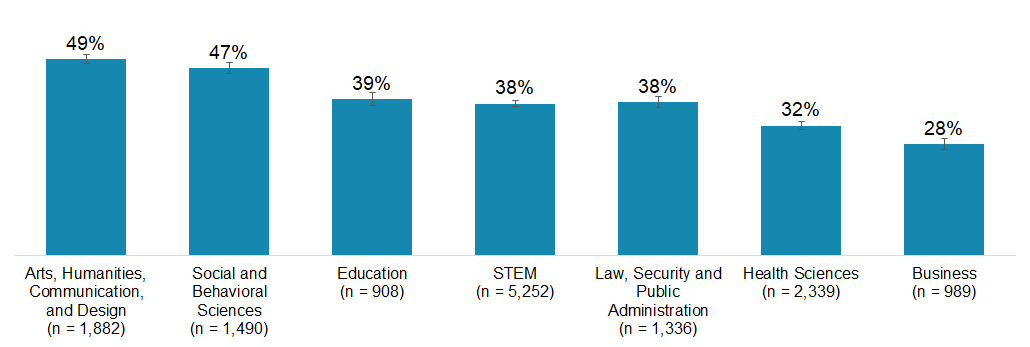 49%
47%
39%
38%
38%
32%
28%
Arts, Humanities,
Communication,
and Design
(n = 1,882)
Social and
Behavioral
Sciences
(n = 1,490)
Education
(n = 908)
STEM
(n = 5,252)
Law, Security and
Public
Administration
(n = 1,336)
Health Sciences
(n = 2,339)
Business
(n = 989)